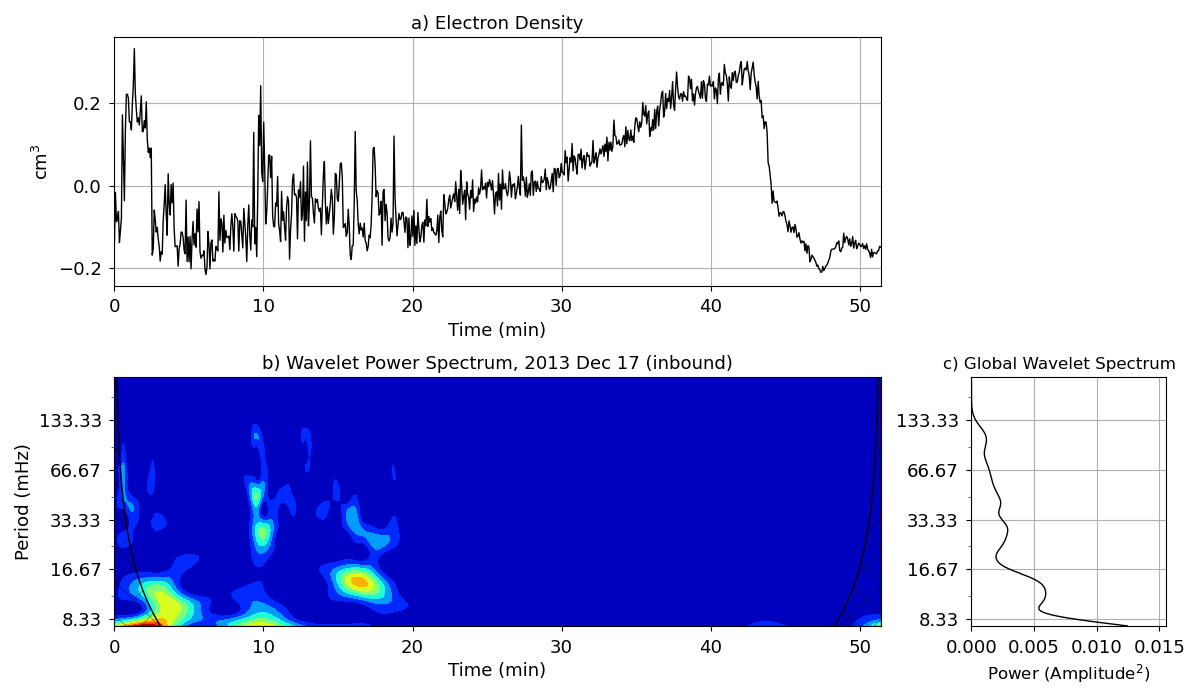 a) Electron Density
cm³
0.2
0.0
−0.2
0 10 20 30 40 50
Time (min)
b) Wavelet Power Spectrum, 2013 Dec 17 (inbound)
Period (mHz)
133.33
66.67
33.33
16.67
8.33
0 10 20 30 40 50
Time (min)
c) Global Wavelet Spectrum
133.33
66.67
33.33
16.67
8.33
0.000 0.005 0.010 0.015
Power (Amplitude²)